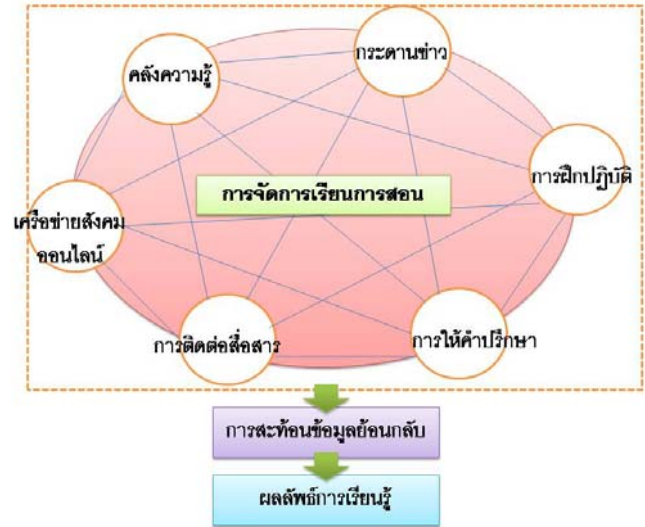 กระดานข่าว
คลังความรู้
การฝึกปฏิบัติ
การจัดการเรียนการสอน
เครือข่ายสังคม
ออนไลน์
การติดต่อสื่อสาร
การให้คำปรึกษา
การสะท้อนข้อมูลย้อนกลับ
ผลลัพธ์การเรียนรู้